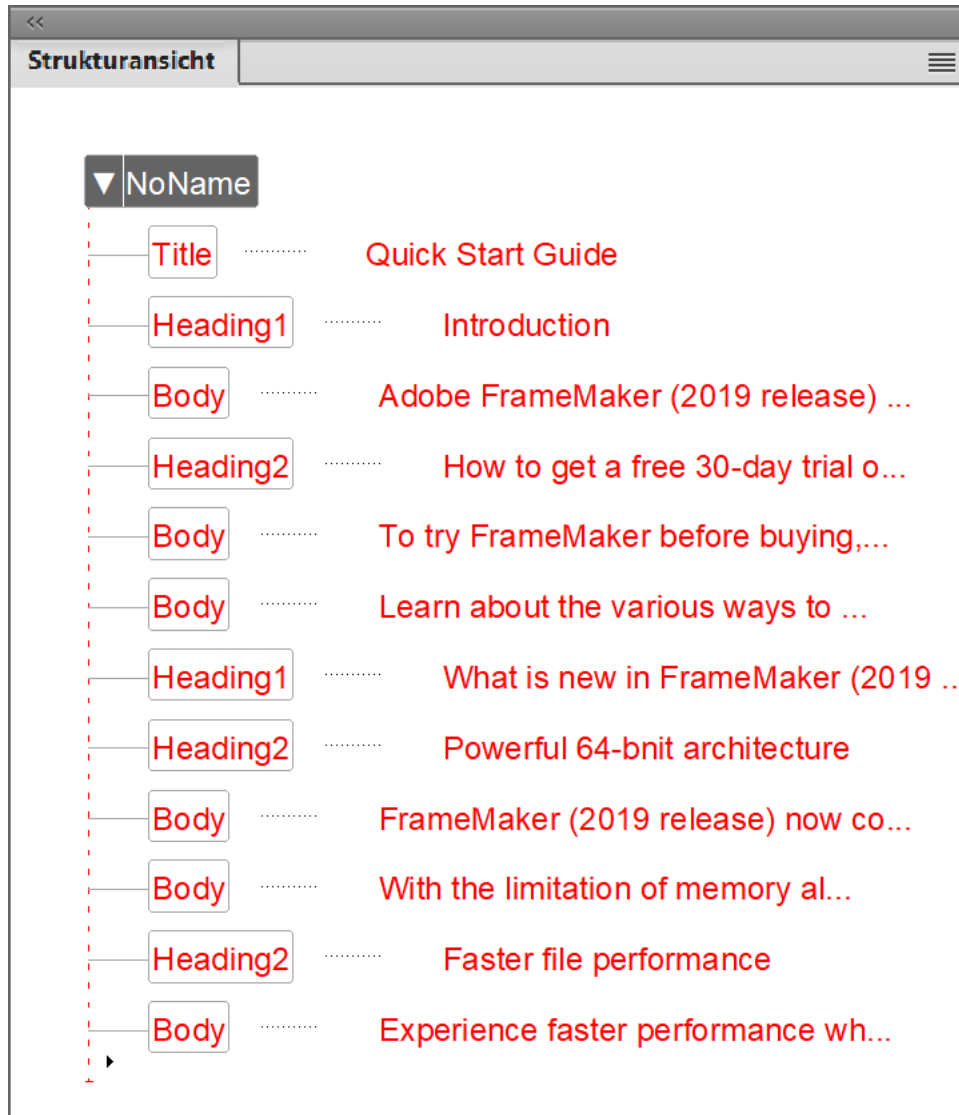 <<
Strukturansicht
NoName
Title Quick Start Guide
Heading1 Introduction
Body Adobe FrameMaker (2019 release) ...
Heading2 How to get a free 30-day trial o...
Body To try FrameMaker before buying,...
Body Learn about the various ways to ...
Heading1 What is new in FrameMaker (2019 ..
Heading2 Powerful 64-bnit architecture
Body FrameMaker (2019 release) now co...
Body With the limitation of memory al...
Heading2 Faster file performance
Body Experience faster performance wh...